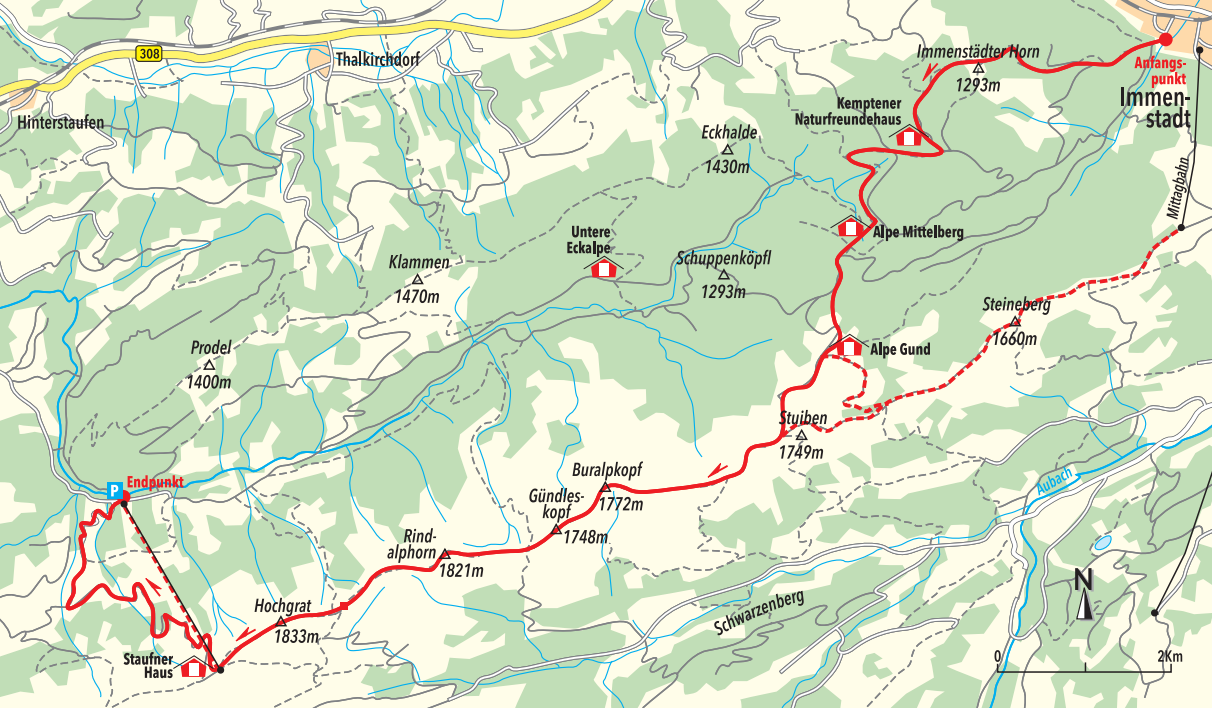 308
Thalkirchdorf
Hinterstaufen
Immenstädter Horn
1293m
Anfangs-
punkt
Immen-
stadt
Kemptener
Naturfreundehaus
Eckhalde
1430m
Mittagbahn
Alpe Mittelberg
Untere
Eckalpe
Schuppenköpfl
1293m
Klammen
1470m
Steineberg
1660m
Prodel
1400m
Alpe Gund
Stuiben
1749m
P
Endpunkt
Buralpkopf
1772m
Aubach
Gündles-
kopf
1748m
Rind-
alphorn
1821m
Hochgrat
1833m
Schwarzenberg
N
Staufner
Haus
0
2Km